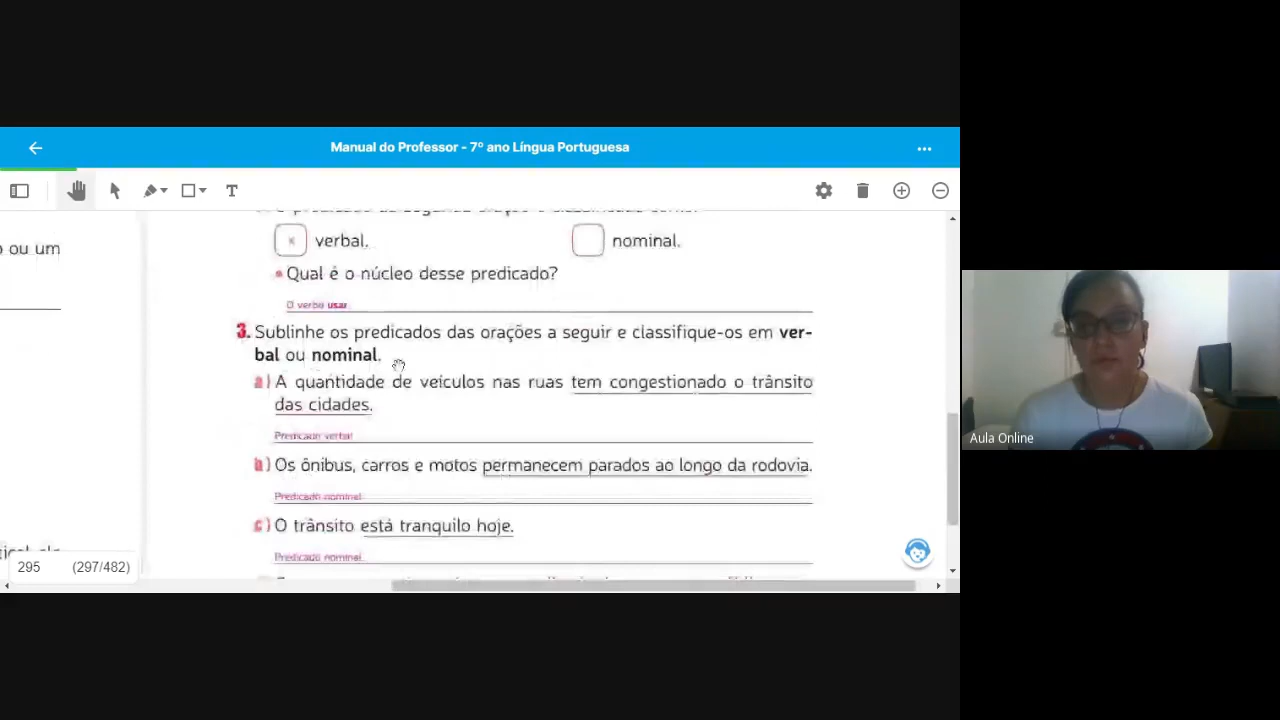 Manual do Professor - 7º ano Língua Portuguesa
T
o ou um
verbal.
nominal.
Qual é o núcleo desse predicado?
O verbo usar.
3. Sublinhe os predicados das orações a seguir e classifique-os em ver-
bal ou nominal.
a) A quantidade de veículos nas ruas tem congestionado o trânsito
das cidades.
Predicado verbal.
b) Os ônibus, carros e motos permanecem parados ao longo da rodovia.
Predicado nominal.
c) O trânsito está tranquilo hoje.
Predicado nominal.
295 (297/482)
Aula Online